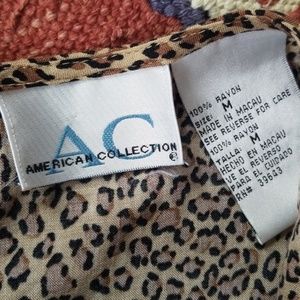 AC
AMERICAN COLLECTION
100% RAYON
SIZE: M
MADE IN MACAU
SEE REVERSE FOR CARE
100% RAYON
TALLA: M
HECHO EN MACAU
VE EL REVERSO
PARA EL CUIDADO
RN# 39643